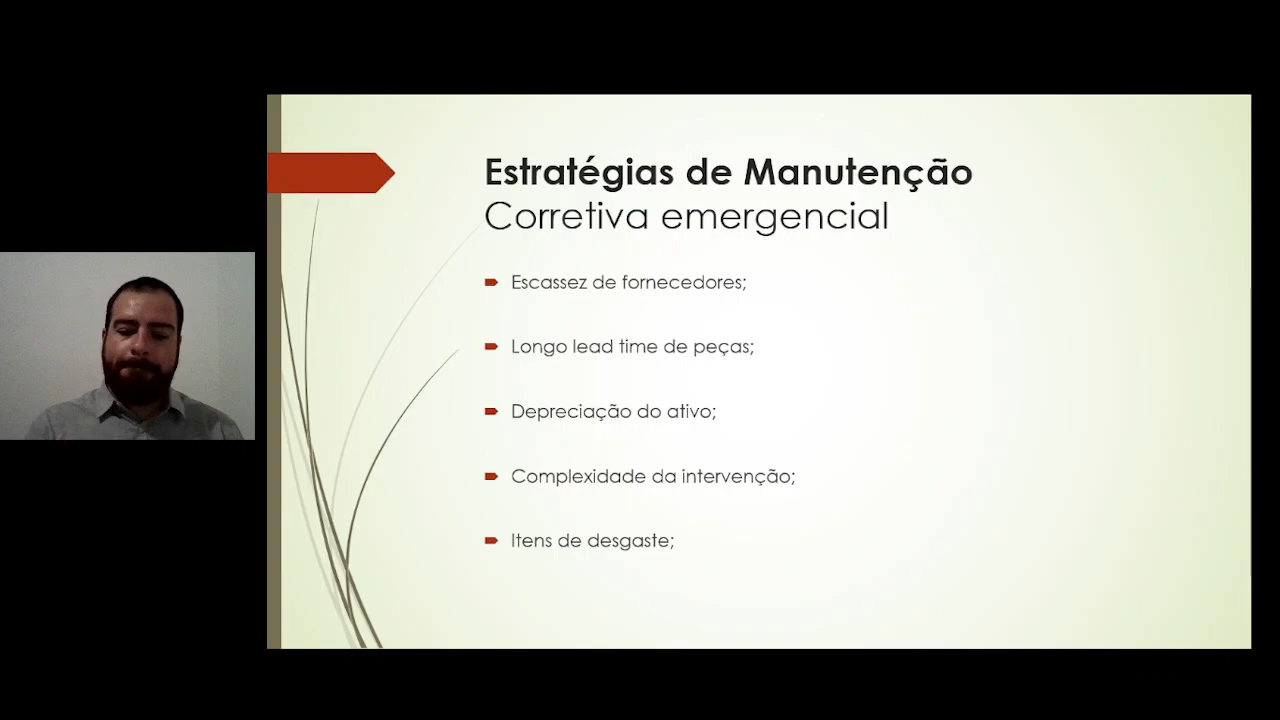 Estratégias de Manutenção
Corretiva emergencial
Escassez de fornecedores;
Longo lead time de peças;
Depreciação do ativo;
Complexidade da intervenção;
Itens de desgaste;